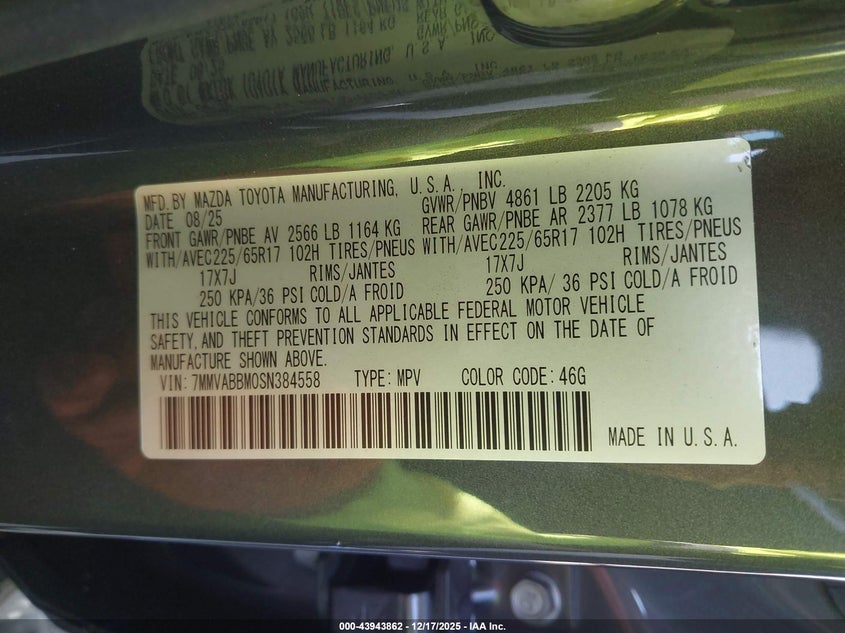 MFD. BY MAZDA TOYOTA MANUFACTURING, U.S.A., INC.
DATE 08/25 GVWR/PNBV 4861 LB 2205 KG
FRONT GAWR/PNBE AV 2566 LB 1164 KG REAR GAWR/PNBE AR 2377 LB 1078 KG
WITH/AVEC225/65R17 102H TIRES/PNEUS WITH/AVEC225/65R17 102H TIRES/PNEUS
17X7J RIMS/JANTES 17X7J RIMS/JANTES
250 KPA/36 PSI COLD/A FROID 250 KPA/ 36 PSI COLD/A FROID
THIS VEHICLE CONFORMS TO ALL APPLICABLE FEDERAL MOTOR VEHICLE
SAFETY, AND THEFT PREVENTION STANDARDS IN EFFECT ON THE DATE OF
MANUFACTURE SHOWN ABOVE.
VIN: 7MMVABBM0SN384558 TYPE: MPV COLOR CODE: 46G
MADE IN U.S.A.
000-43943862 - 12/17/2025 - IAA Inc.